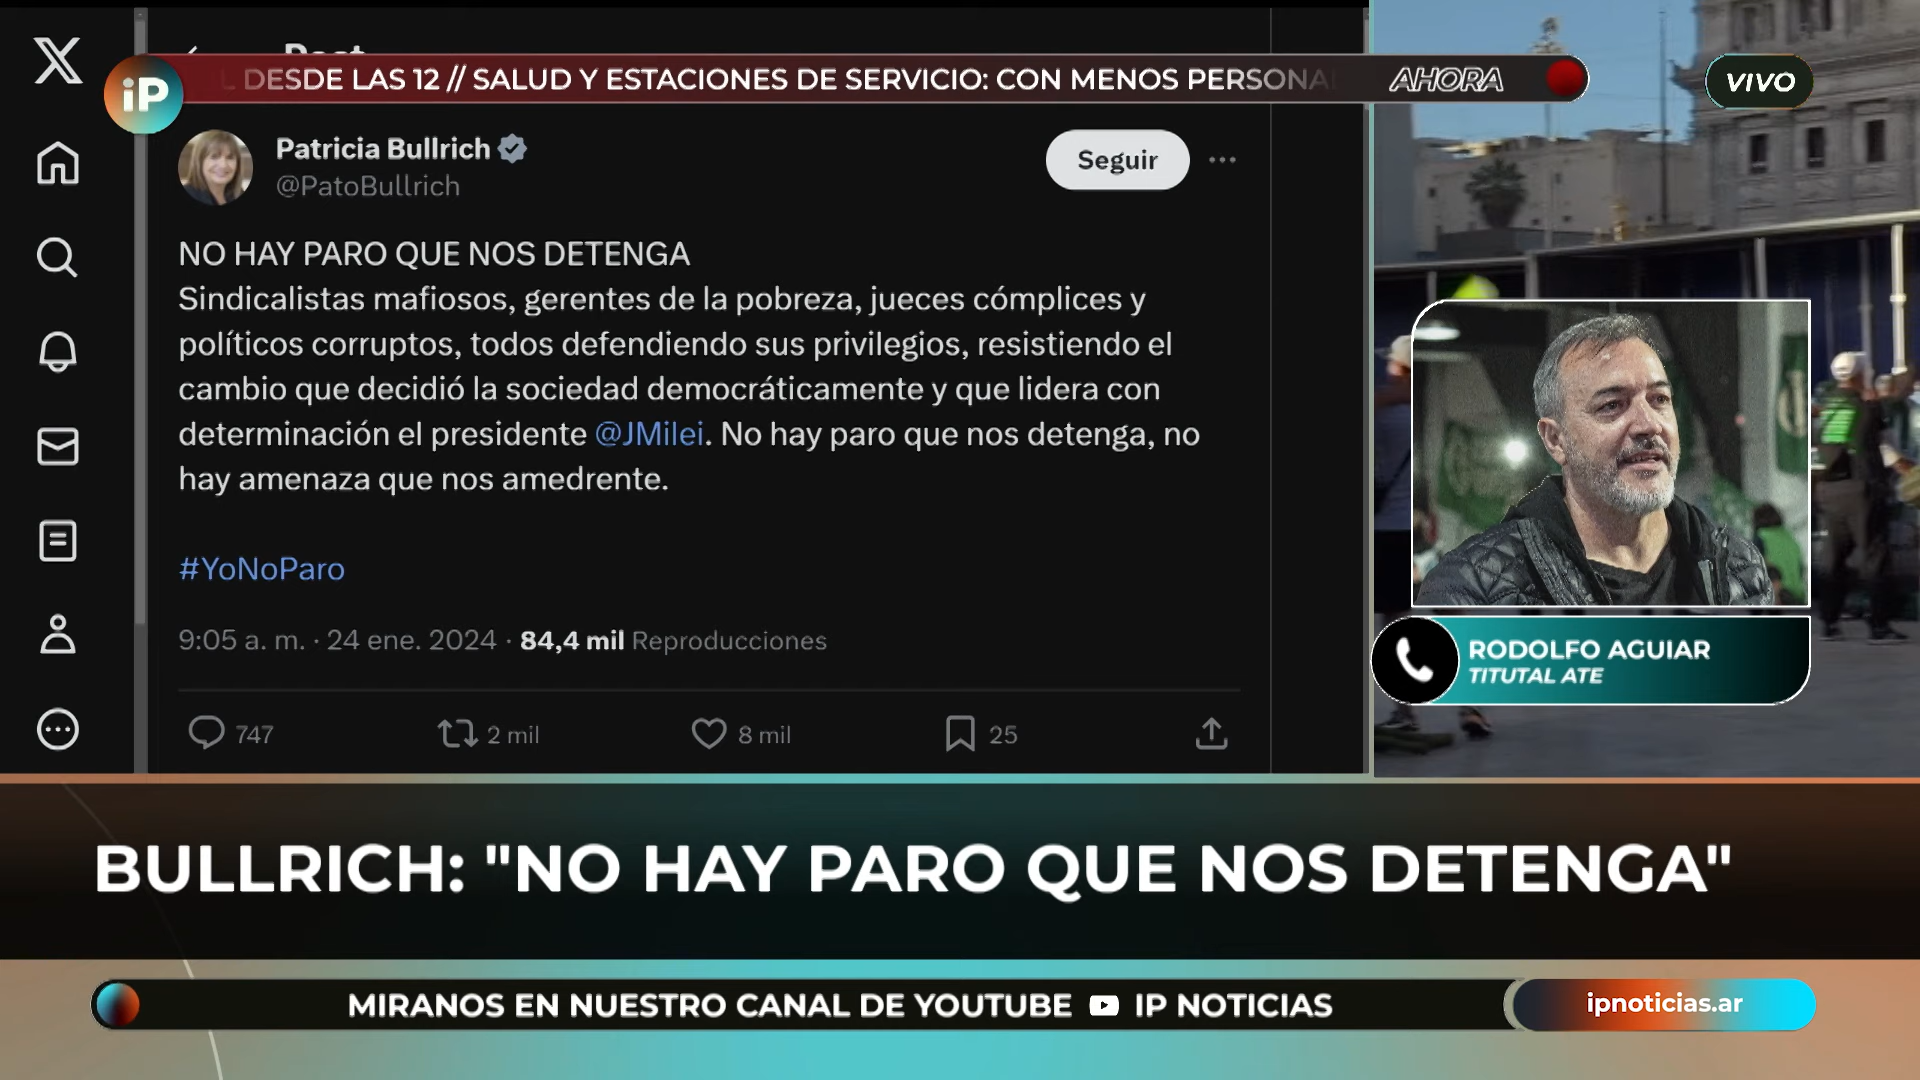 Post
iP
DESDE LAS 12 // SALUD Y ESTACIONES DE SERVICIO: CON MENOS
AHORA
VIVO
Patricia Bullrich
@PatoBullrich
Seguir
NO HAY PARO QUE NOS DETENGA
Sindicalistas mafiosos, gerentes de la pobreza, jueces cómplices y
políticos corruptos, todos defendiendo sus privilegios, resistiendo el
cambio que decidió la sociedad democráticamente y que lidera con
determinación el presidente @JMilei. No hay paro que nos detenga, no
hay amenaza que nos amedrente.
#YoNoParo
9:05 a. m. · 24 ene. 2024 · 84,4 mil Reproducciones
747
2 mil
8 mil
25
RODOLFO AGUIAR
TITUTAL ATE
BULLRICH: "NO HAY PARO QUE NOS DETENGA"
MIRANOS EN NUESTRO CANAL DE YOUTUBE IP NOTICIAS
ipnoticias.ar